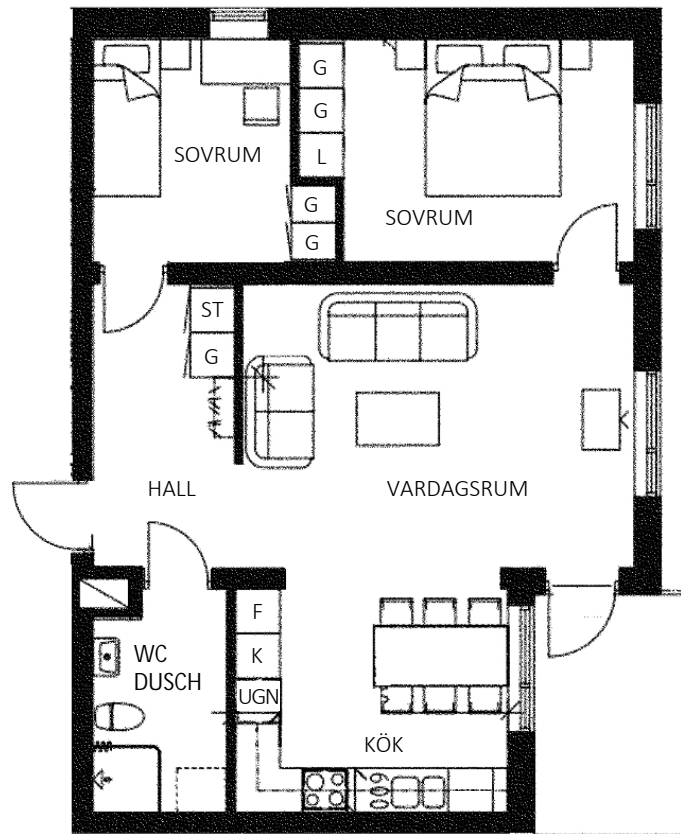 G
G
L
SOVRUM
G
G
SOVRUM
ST
G
HALL
VARDAGSRUM
F
K
UGN
WC
DUSCH
KÖK